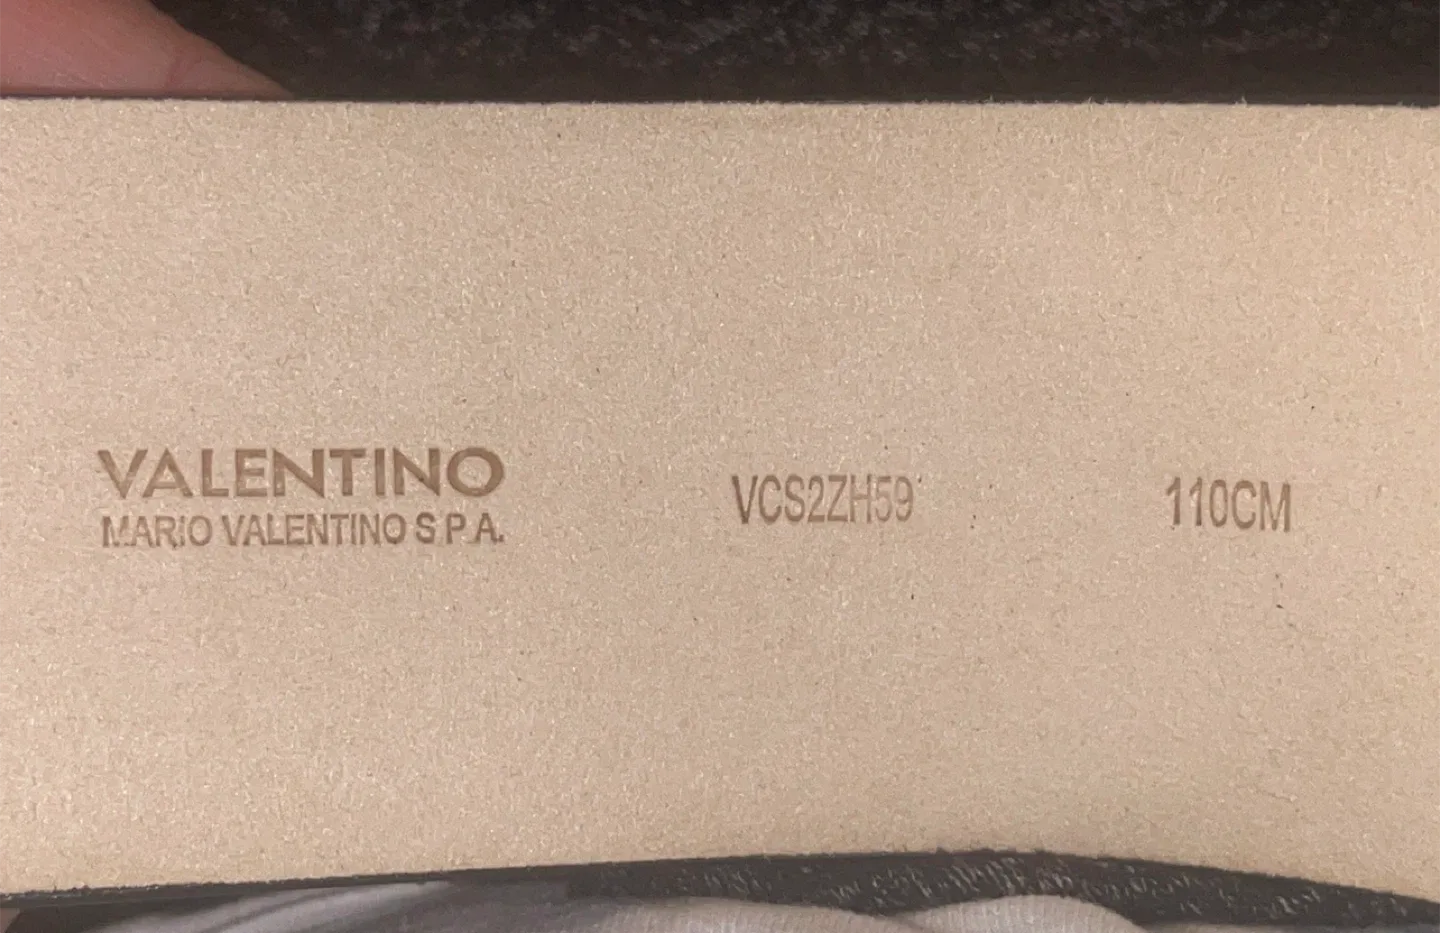 VALENTINO
MARIO VALENTINO S.P.A.
VCS2ZH59
110CM